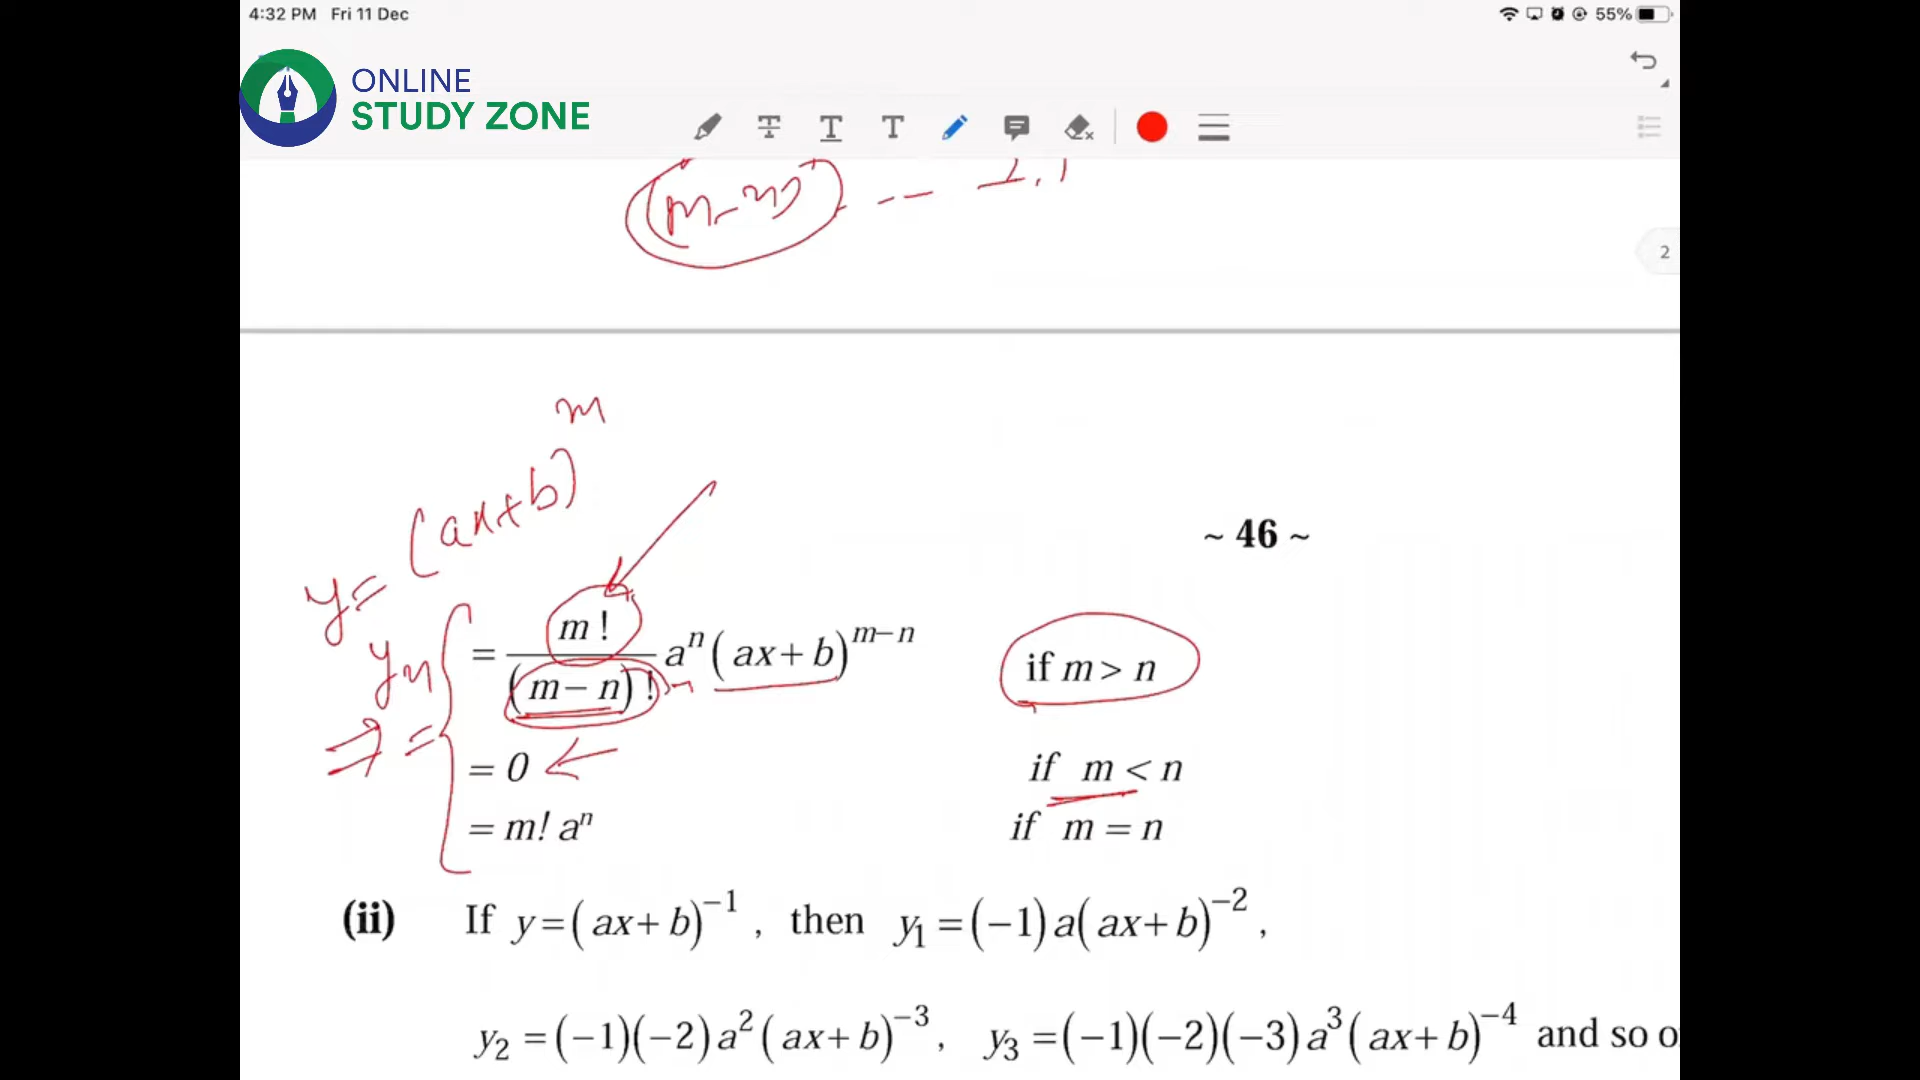 4:32 PM Fri 11 Dec 55%
ONLINE
STUDY ZONE
(m-n)
2
y = (ax+b)^m
~ 46 ~
y_n = { = m! / (m-n)! a^n (ax+b)^{m-n} if m > n
= 0 if m < n
= m! a^n if m = n
(ii) If y = (ax+b)^{-1}, then y_1 = (-1) a (ax+b)^{-2},
y_2 = (-1)(-2) a^2 (ax+b)^{-3}, y_3 = (-1)(-2)(-3) a^3 (ax+b)^{-4} and so o